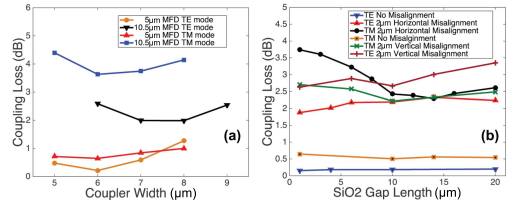 5µm MFD TE mode
10.5µm MFD TE mode
5µm MFD TM mode
10.5µm MFD TM mode
Coupling Loss (dB)
6
4
2
0
5
6
7
8
9
Coupler Width (µm)
(a)
TE No Misalignment
TE 2µm Horizontal Misalignment
TM 2µm Horizontal Misalignment
TM No Misalignment
TM 2µm Vertical Misalignment
TE 2µm Vertical Misalignment
Coupling Loss (dB)
5
4.5
4
3.5
3
2.5
2
1.5
1
0.5
0
0
5
10
15
20
SiO2 Gap Length (µm)
(b)